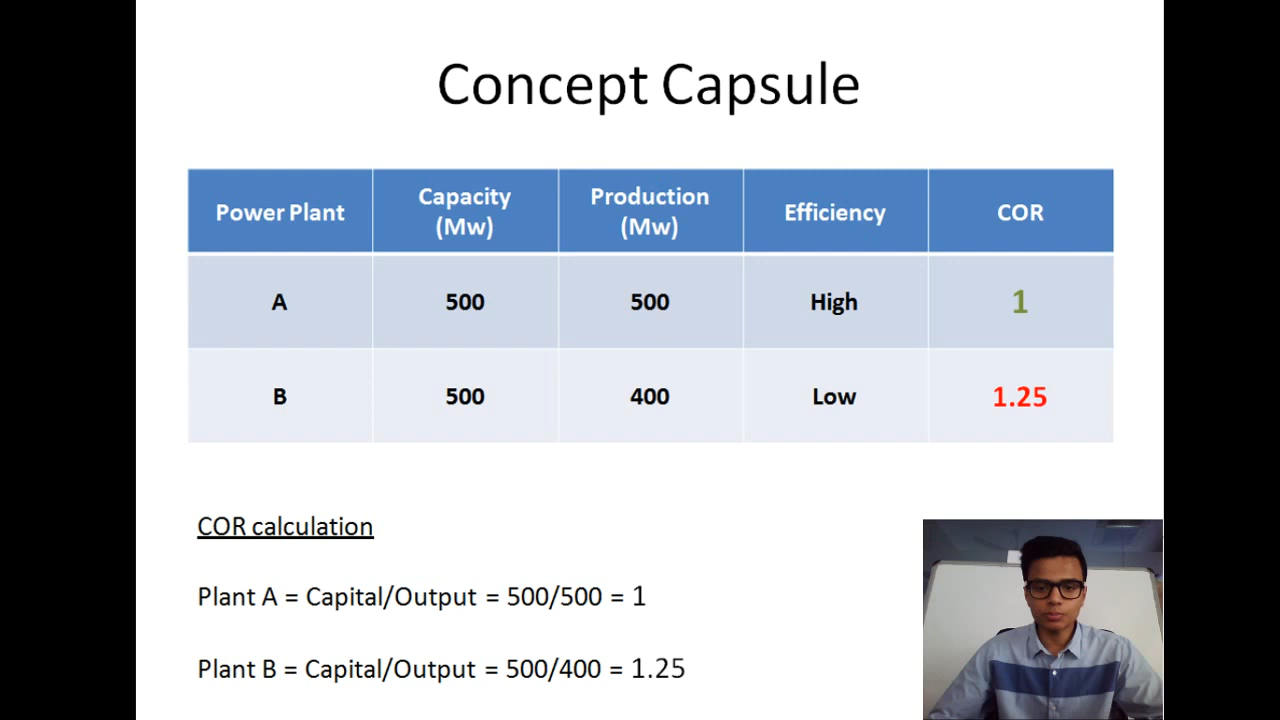 Concept Capsule
Power Plant
Capacity
(Mw)
Production
(Mw)
Efficiency
COR
A
500
500
High
1
B
500
400
Low
1.25
COR calculation
Plant A = Capital/Output = 500/500 = 1
Plant B = Capital/Output = 500/400 = 1.25